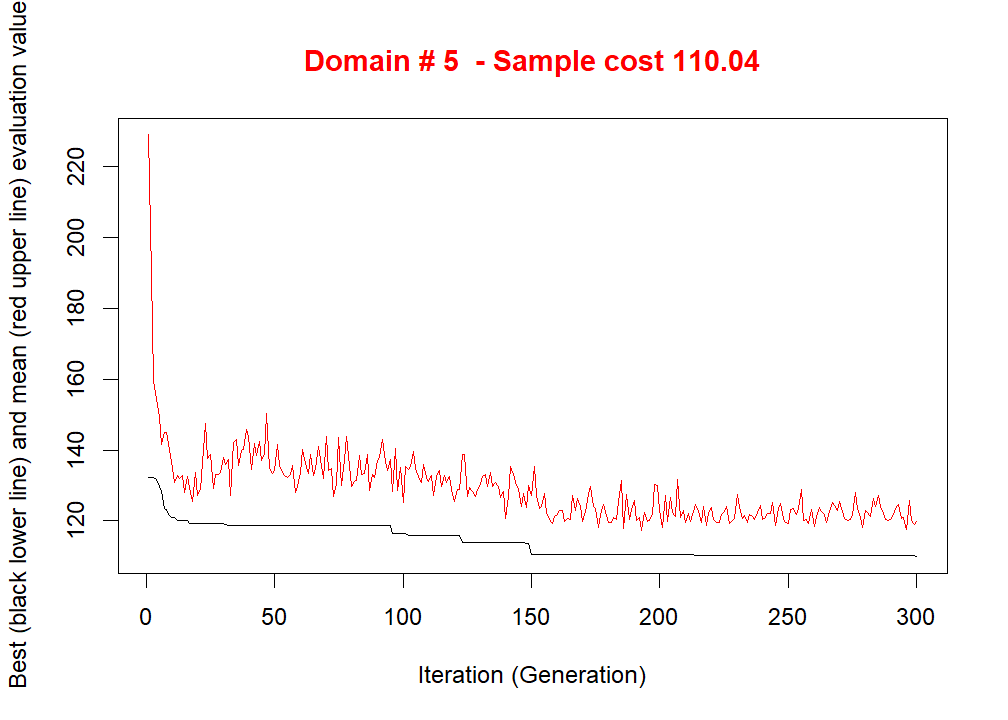 Domain # 5  - Sample cost 110.04
Best (black lower line) and mean (red upper line) evaluation value
220
200
180
160
140
120
0 50 100 150 200 250 300
Iteration (Generation)